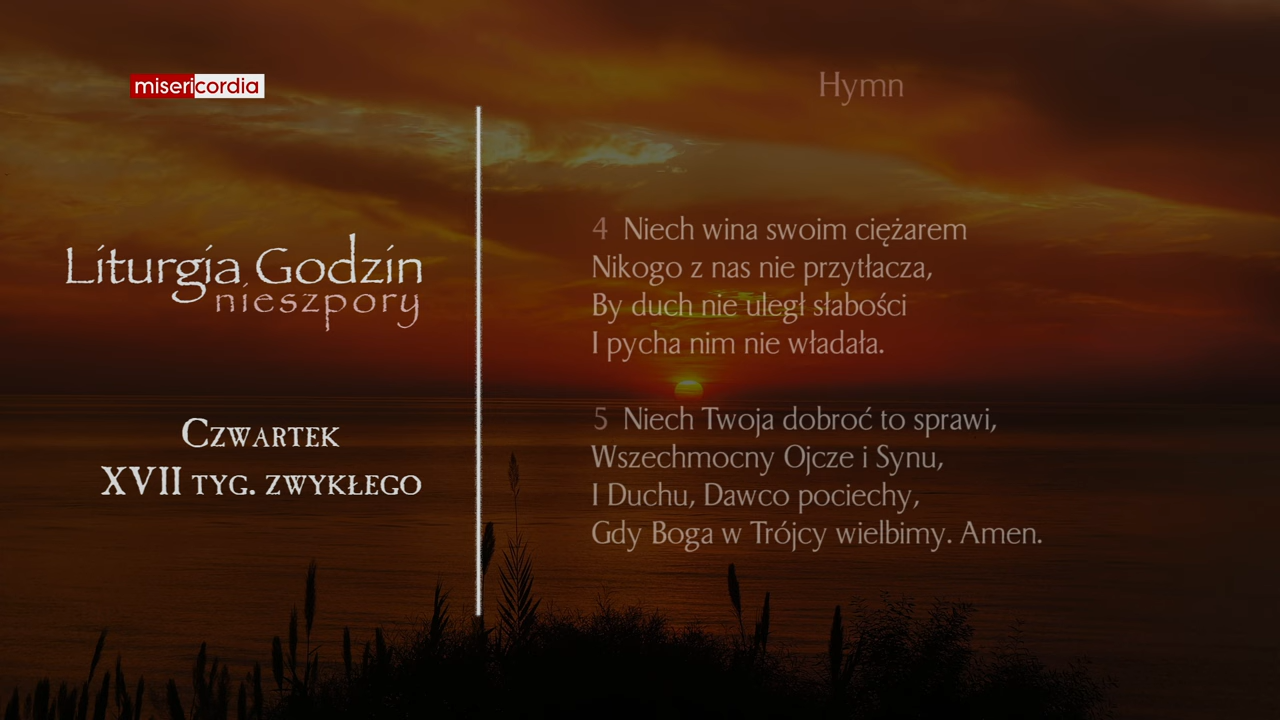 misericordia
Liturgia Godzin
nieszpory
Czwartek
XVII tyg. zwykłego
Hymn
4 Niech wina swoim ciężarem
Nikogo z nas nie przytłacza,
By duch nie uległ słabości
I pycha nim nie władała.
5 Niech Twoja dobroć to sprawi,
Wszechmocny Ojcze i Synu,
I Duchu, Dawco pociechy,
Gdy Boga w Trójcy wielbimy. Amen.